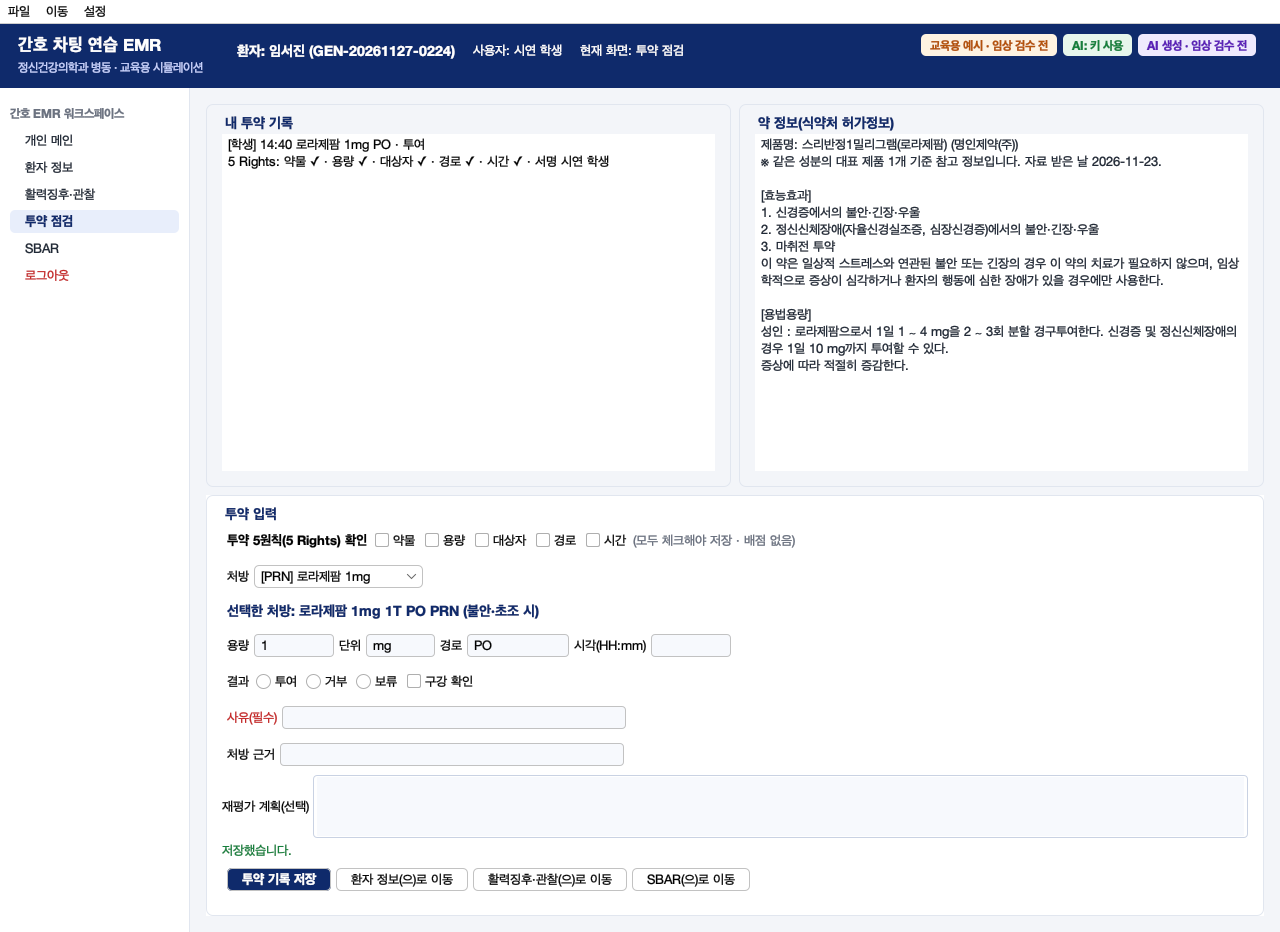 파일 이동 설정
간호 차팅 연습 EMR
정신건강의학과 병동 · 교육용 시뮬레이션
환자: 임서진 (GEN-20261127-0224) 사용자: 시연 학생 현재 화면: 투약 점검
교육용 예시 · 임상 검수 전 AI: 키 사용 AI 생성 · 임상 검수 전
간호 EMR 워크스페이스
개인 메인
환자 정보
활력징후·관찰
투약 점검
SBAR
로그아웃
내 투약 기록
[학생] 14:40 로라제팜 1mg PO · 투여
5 Rights: 약물 ✓ · 용량 ✓ · 대상자 ✓ · 경로 ✓ · 시간 ✓ · 서명 시연 학생
약 정보(식약처 허가정보)
제품명: 스리반정1밀리그램(로라제팜) (명인제약(주))
※ 같은 성분의 대표 제품 1개 기준 참고 정보입니다. 자료 받은 날 2026-11-23.
[효능효과]
1. 신경증에서의 불안·긴장·우울
2. 정신신체장애(자율신경실조증, 심장신경증)에서의 불안·긴장·우울
3. 마취전 투약
이 약은 일상적 스트레스와 연관된 불안 또는 긴장의 경우 이 약의 치료가 필요하지 않으며, 임상
학적으로 증상이 심각하거나 환자의 행동에 심한 장애가 있을 경우에만 사용한다.
[용법용량]
성인 : 로라제팜으로서 1일 1 ~ 4 mg을 2 ~ 3회 분할 경구투여한다. 신경증 및 정신신체장애의
경우 1일 10 mg까지 투여할 수 있다.
증상에 따라 적절히 증감한다.
투약 입력
투약 5원칙(5 Rights) 확인 약물 용량 대상자 경로 시간 (모두 체크해야 저장 · 배점 없음)
처방 [PRN] 로라제팜 1mg
선택한 처방: 로라제팜 1mg 1T PO PRN (불안·초조 시)
용량 1 단위 mg 경로 PO 시각(HH:mm)
결과 투여 거부 보류 구강 확인
사유(필수)
처방 근거
재평가 계획(선택)
저장했습니다.
투약 기록 저장 환자 정보(으)로 이동 활력징후·관찰(으)로 이동 SBAR(으)로 이동